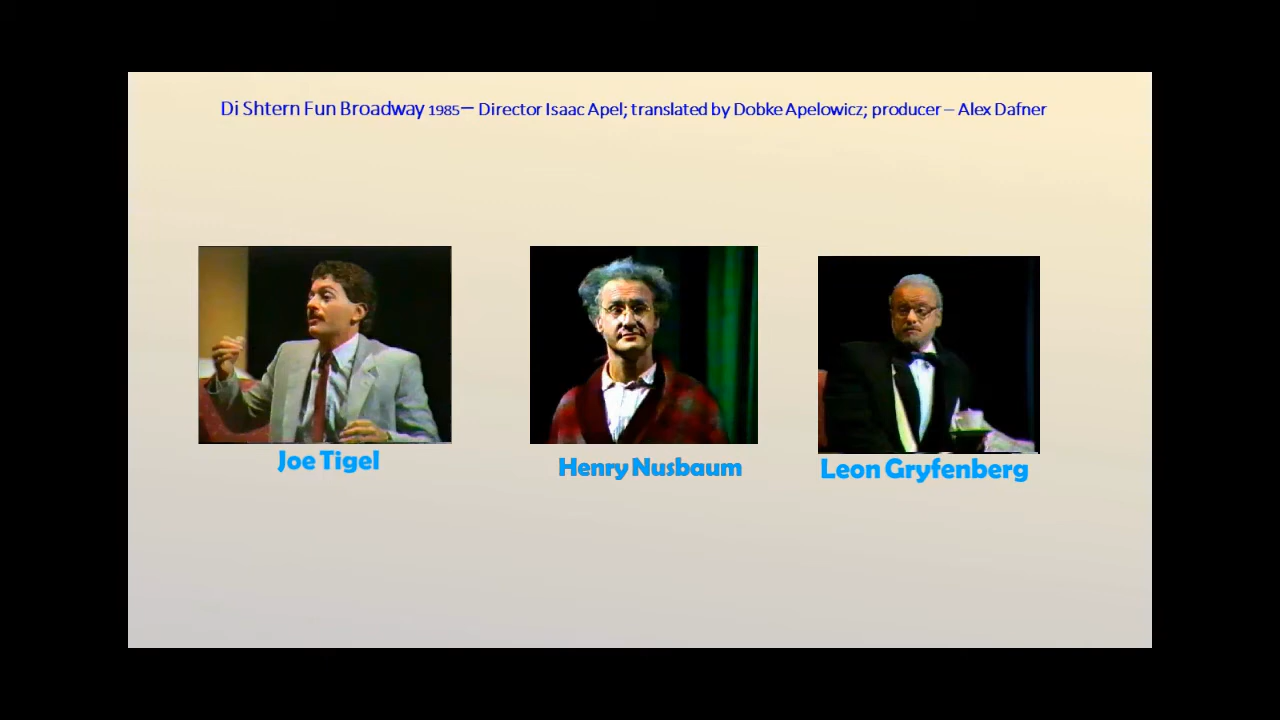 Di Shtern Fun Broadway 1985– Director Isaac Apel; translated by Dobke Apelowicz; producer – Alex Dafner
Joe Tigel
Henry Nusbaum
Leon Gryfenberg